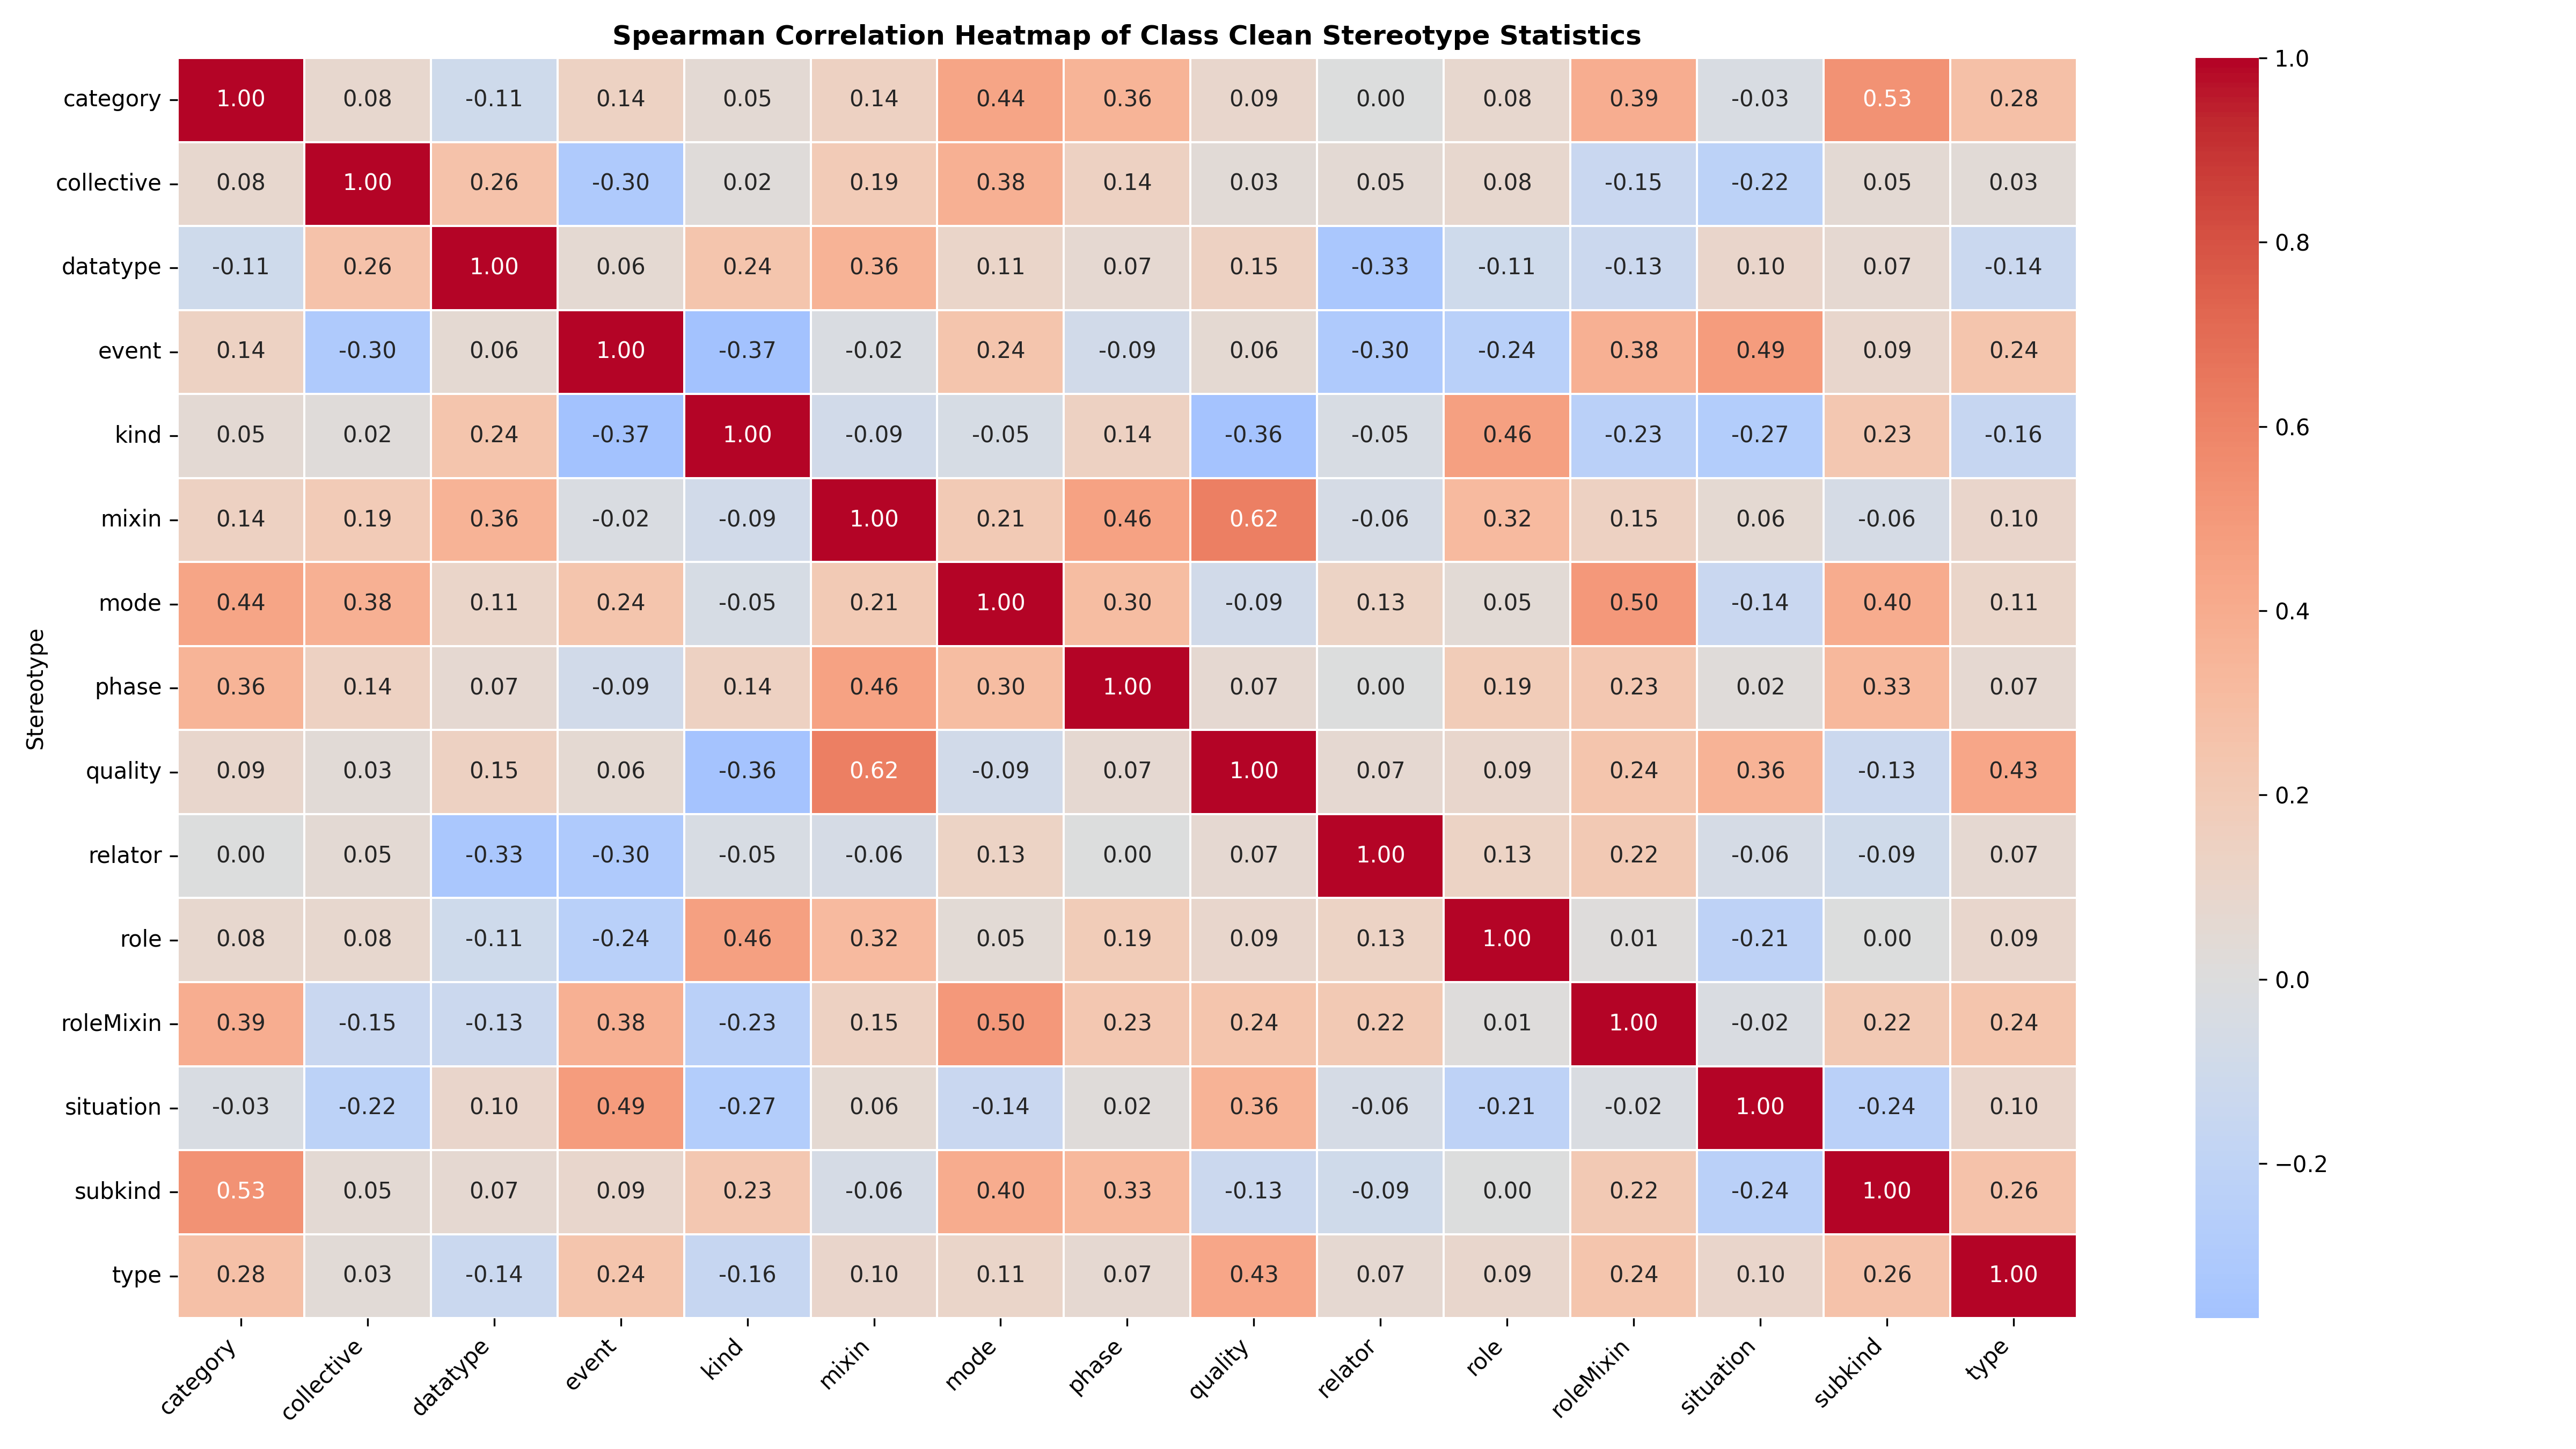 Spearman Correlation Heatmap of Class Clean Stereotype Statistics
category 1.00 0.08 -0.11 0.14 0.05 0.14 0.44 0.36 0.09 0.00 0.08 0.39 -0.03 0.53 0.28
collective 0.08 1.00 0.26 -0.30 0.02 0.19 0.38 0.14 0.03 0.05 0.08 -0.15 -0.22 0.05 0.03
datatype -0.11 0.26 1.00 0.06 0.24 0.36 0.11 0.07 0.15 -0.33 -0.11 -0.13 0.10 0.07 -0.14
event 0.14 -0.30 0.06 1.00 -0.37 -0.02 0.24 -0.09 0.06 -0.30 -0.24 0.38 0.49 0.09 0.24
kind 0.05 0.02 0.24 -0.37 1.00 -0.09 -0.05 0.14 -0.36 -0.05 0.46 -0.23 -0.27 0.23 -0.16
mixin 0.14 0.19 0.36 -0.02 -0.09 1.00 0.21 0.46 0.62 -0.06 0.32 0.15 0.06 -0.06 0.10
mode 0.44 0.38 0.11 0.24 -0.05 0.21 1.00 0.30 -0.09 0.13 0.05 0.50 -0.14 0.40 0.11
phase 0.36 0.14 0.07 -0.09 0.14 0.46 0.30 1.00 0.07 0.00 0.19 0.23 0.02 0.33 0.07
quality 0.09 0.03 0.15 0.06 -0.36 0.62 -0.09 0.07 1.00 0.07 0.09 0.24 0.36 -0.13 0.43
relator 0.00 0.05 -0.33 -0.30 -0.05 -0.06 0.13 0.00 0.07 1.00 0.13 0.22 -0.06 -0.09 0.07
role 0.08 0.08 -0.11 -0.24 0.46 0.32 0.05 0.19 0.09 0.13 1.00 0.01 -0.21 0.00 0.09
roleMixin 0.39 -0.15 -0.13 0.38 -0.23 0.15 0.50 0.23 0.24 0.22 0.01 1.00 -0.02 0.22 0.24
situation -0.03 -0.22 0.10 0.49 -0.27 0.06 -0.14 0.02 0.36 -0.06 -0.21 -0.02 1.00 -0.24 0.10
subkind 0.53 0.05 0.07 0.09 0.23 -0.06 0.40 0.33 -0.13 -0.09 0.00 0.22 -0.24 1.00 0.26
type 0.28 0.03 -0.14 0.24 -0.16 0.10 0.11 0.07 0.43 0.07 0.09 0.24 0.10 0.26 1.00
category collective datatype event kind mixin mode phase quality relator role roleMixin situation subkind type
Stereotype
1.0
0.8
0.6
0.4
0.2
0.0
−0.2